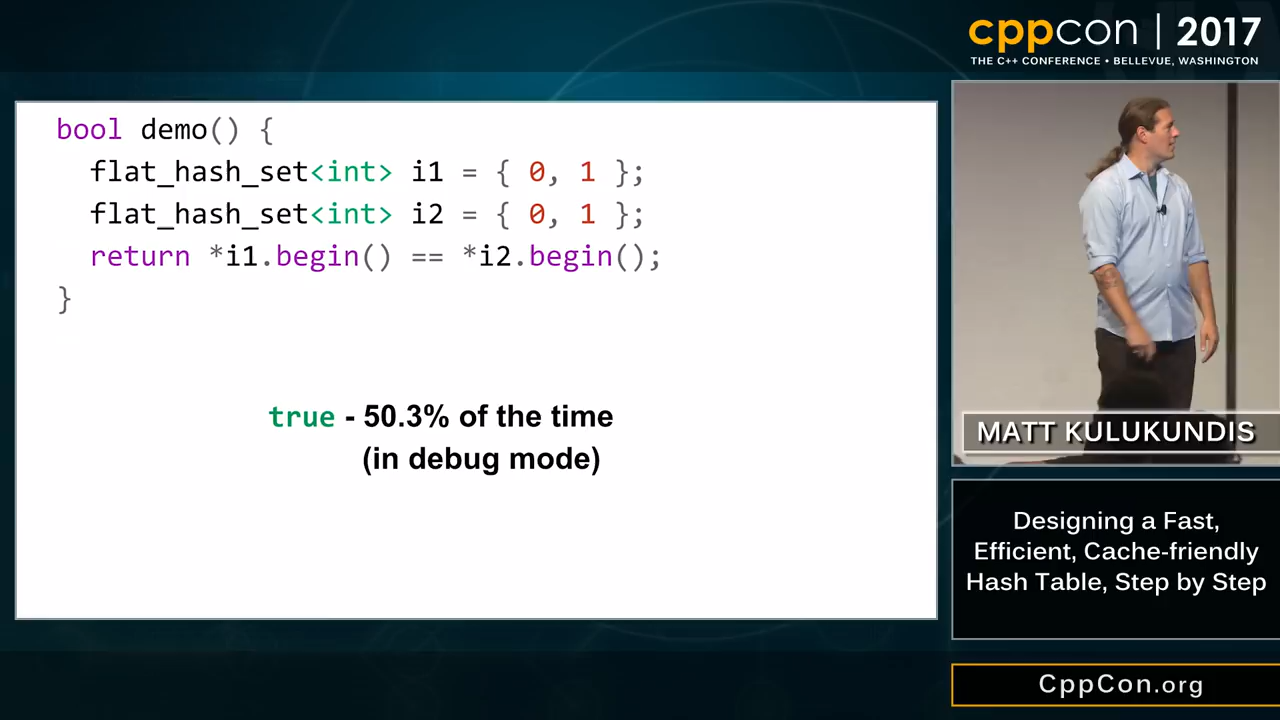 cppcon | 2017
THE C++ CONFERENCE • BELLEVUE, WASHINGTON
bool demo() {
  flat_hash_set<int> i1 = { 0, 1 };
  flat_hash_set<int> i2 = { 0, 1 };
  return *i1.begin() == *i2.begin();
}
true - 50.3% of the time
(in debug mode)
MATT KULUKUNDIS
Designing a Fast,
Efficient, Cache-friendly
Hash Table, Step by Step
CppCon.org